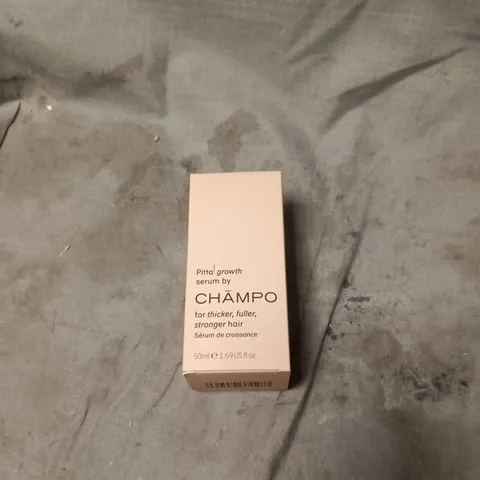 Pitta growth
serum by
CHĀMPO
for thicker, fuller,
stronger hair
Sérum de croissance
50ml ℮ 1.69 US fl.oz.